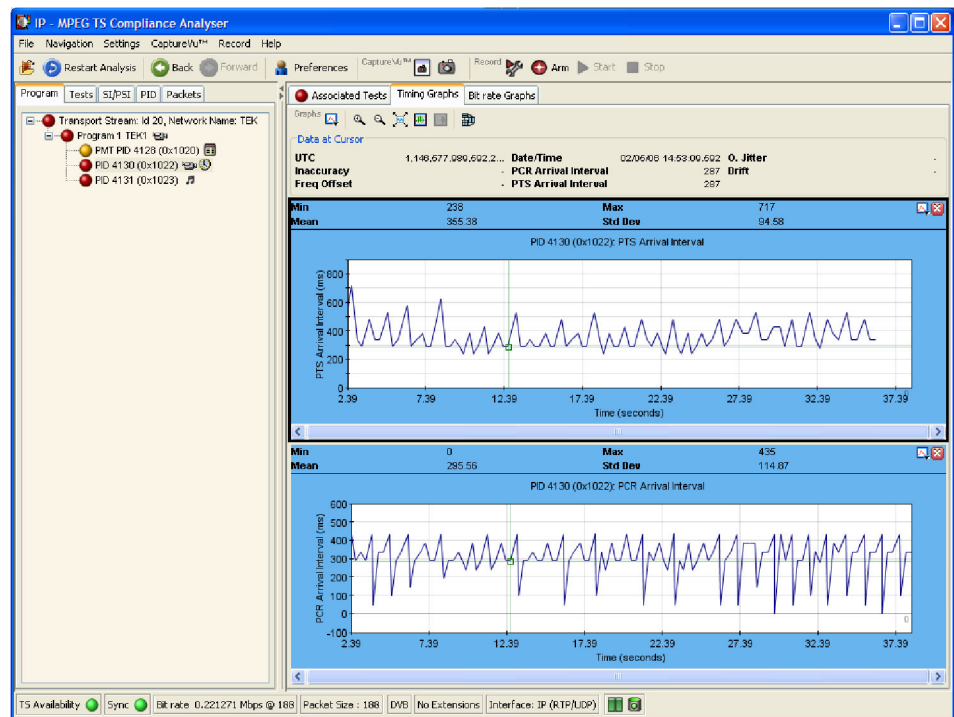 IP - MPEG TS Compliance Analyser
File Navigation Settings CaptureVu™ Record Help
Restart Analysis Back Forward Preferences CaptureVu™ Record Arm Start Stop
Program Tests SI/PSI PID Packets
Transport Stream: Id 20, Network Name: TEK
Program 1 TEK1
PMT PID 4128 (0x1020)
PID 4130 (0x1022)
PID 4131 (0x1023)
Associated Tests Timing Graphs Bit rate Graphs
Graphs
Data at Cursor
UTC 1,146,577,989,692.2... Date/Time 02/05/06 14:53:09.692 O. Jitter -
Inaccuracy - PCR Arrival Interval 287 Drift -
Freq Offset - PTS Arrival Interval 287
Min 238 Max 717
Mean 355.38 Std Dev 94.58
PID 4130 (0x1022): PTS Arrival Interval
PTS Arrival Interval (ms)
800
600
400
200
0
2.39 7.39 12.39 17.39 22.39 27.39 32.39 37.39
Time (seconds)
Min 0 Max 435
Mean 295.56 Std Dev 114.87
PID 4130 (0x1022): PCR Arrival Interval
PCR Arrival Interval (ms)
600
500
400
300
200
100
0
-100
0
2.39 7.39 12.39 17.39 22.39 27.39 32.39 37.39
Time (seconds)
TS Availability Sync Bit rate 0.221271 Mbps @ 188 Packet Size : 188 DVB No Extensions Interface: IP (RTP/UDP)